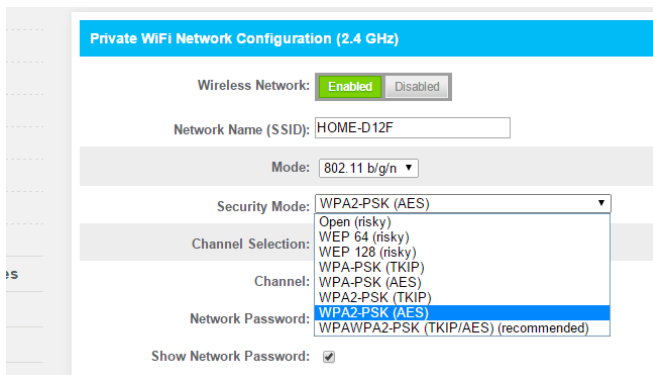 Private WiFi Network Configuration (2.4 GHz)
Wireless Network: Enabled Disabled
Network Name (SSID): HOME-D12F
Mode: 802.11 b/g/n
Security Mode: WPA2-PSK (AES)
Open (risky)
WEP 64 (risky)
Channel Selection: WEP 128 (risky)
WPA-PSK (TKIP)
Channel: WPA-PSK (AES)
WPA2-PSK (TKIP)
Network Password: WPA2-PSK (AES)
WPAWPA2-PSK (TKIP/AES) (recommended)
Show Network Password:
es